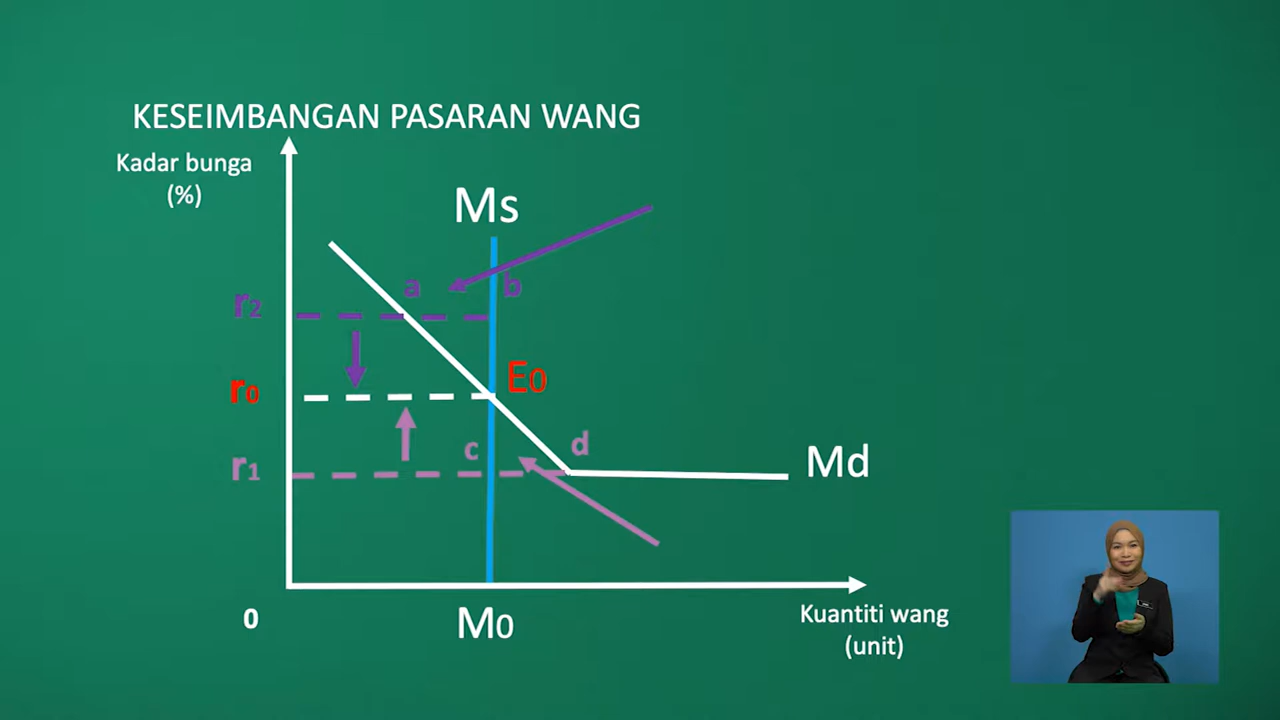 KESEIMBANGAN PASARAN WANG
Kadar bunga
(%)
Ms
a
b
r2
E0
r0
c
d
r1
Md
0
M0
Kuantiti wang
(unit)